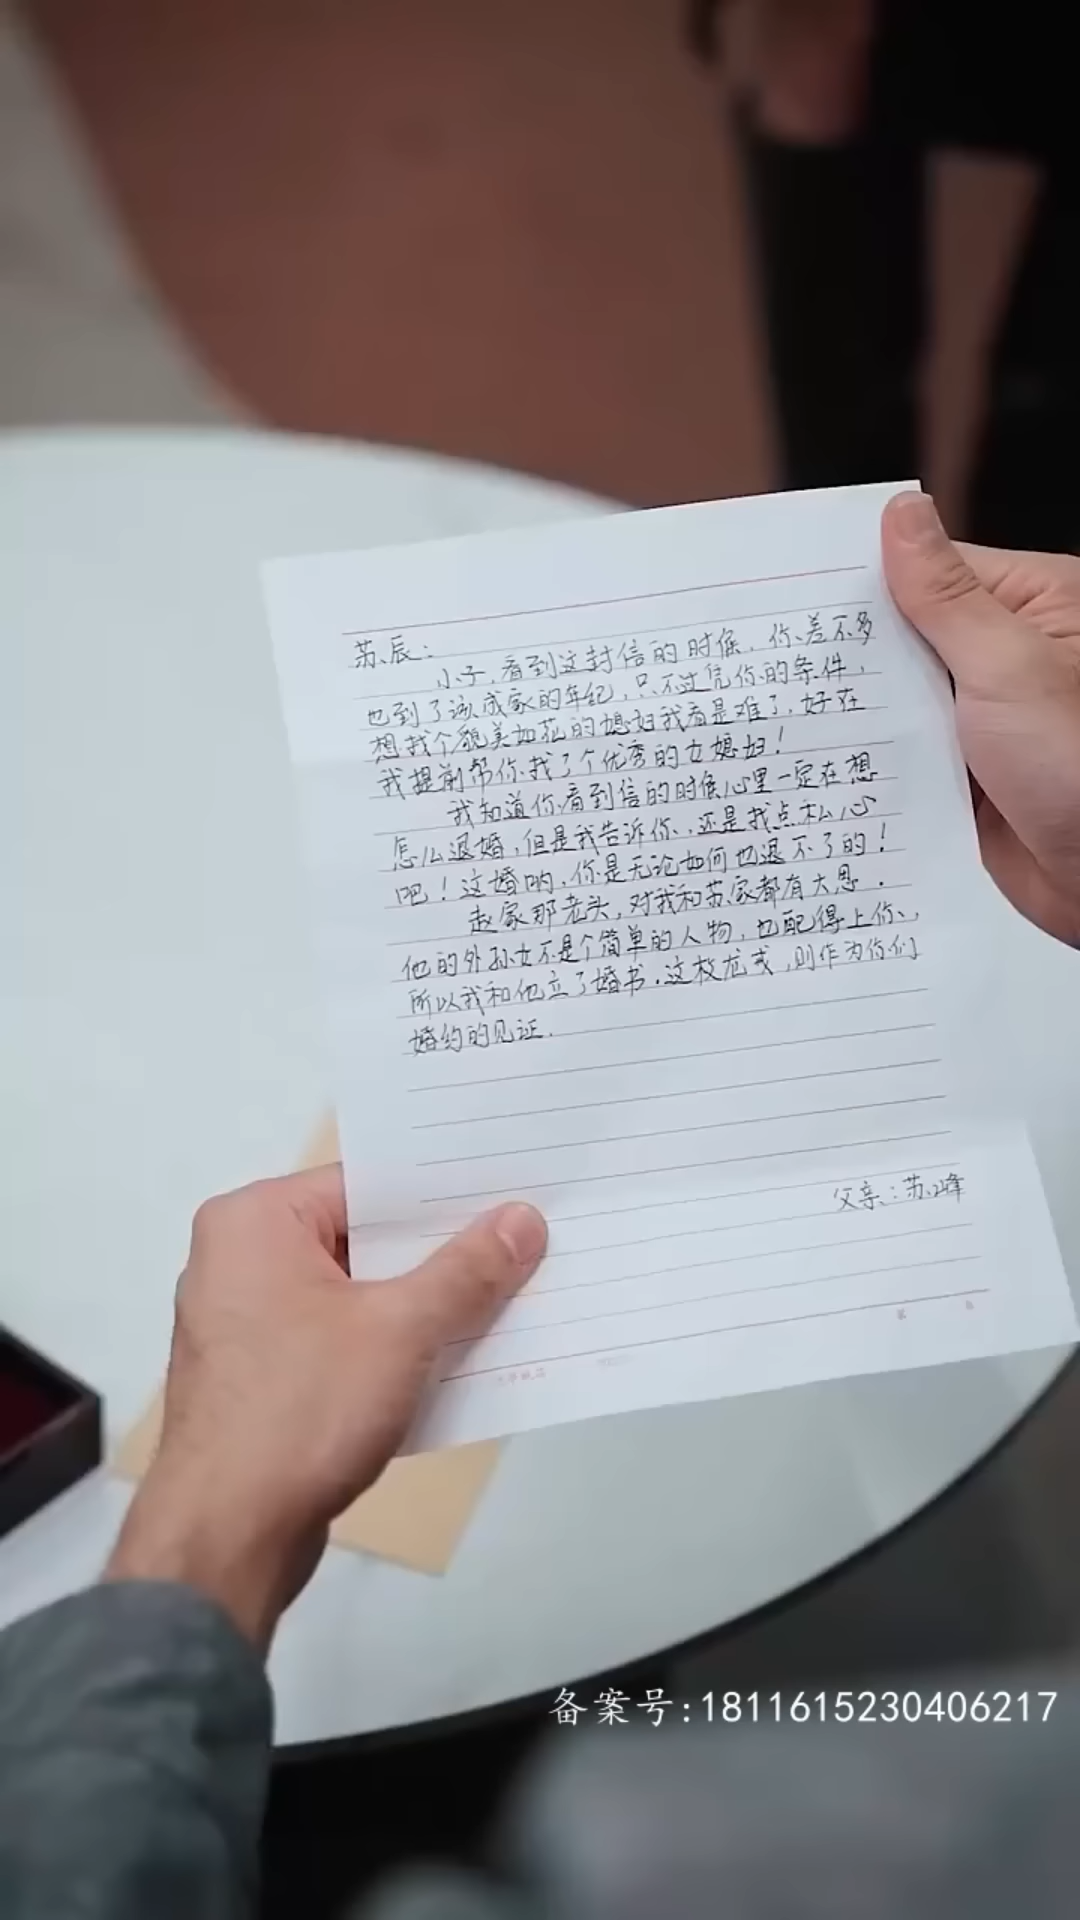 苏辰：
小子，看到这封信的时候，你差不多
也到了该成家的年纪，只不过凭你的条件，
想找个貌美如花的媳妇我看是难了，好在
我提前帮你找了个优秀的女媳妇！
我知道你看到信的时候心里一定在想
怎么退婚，但是我告诉你，还是找点私心
吧！这婚哟，你是无论如何也退不了的！
赵家那老头，对我和苏家都有大恩．
他的外孙女不是个简单的人物，也配得上你，
所以我和他立了婚书．这枚龙戒，则作为你们
婚约的见证．
父亲：苏峰
备案号:1811615230406217